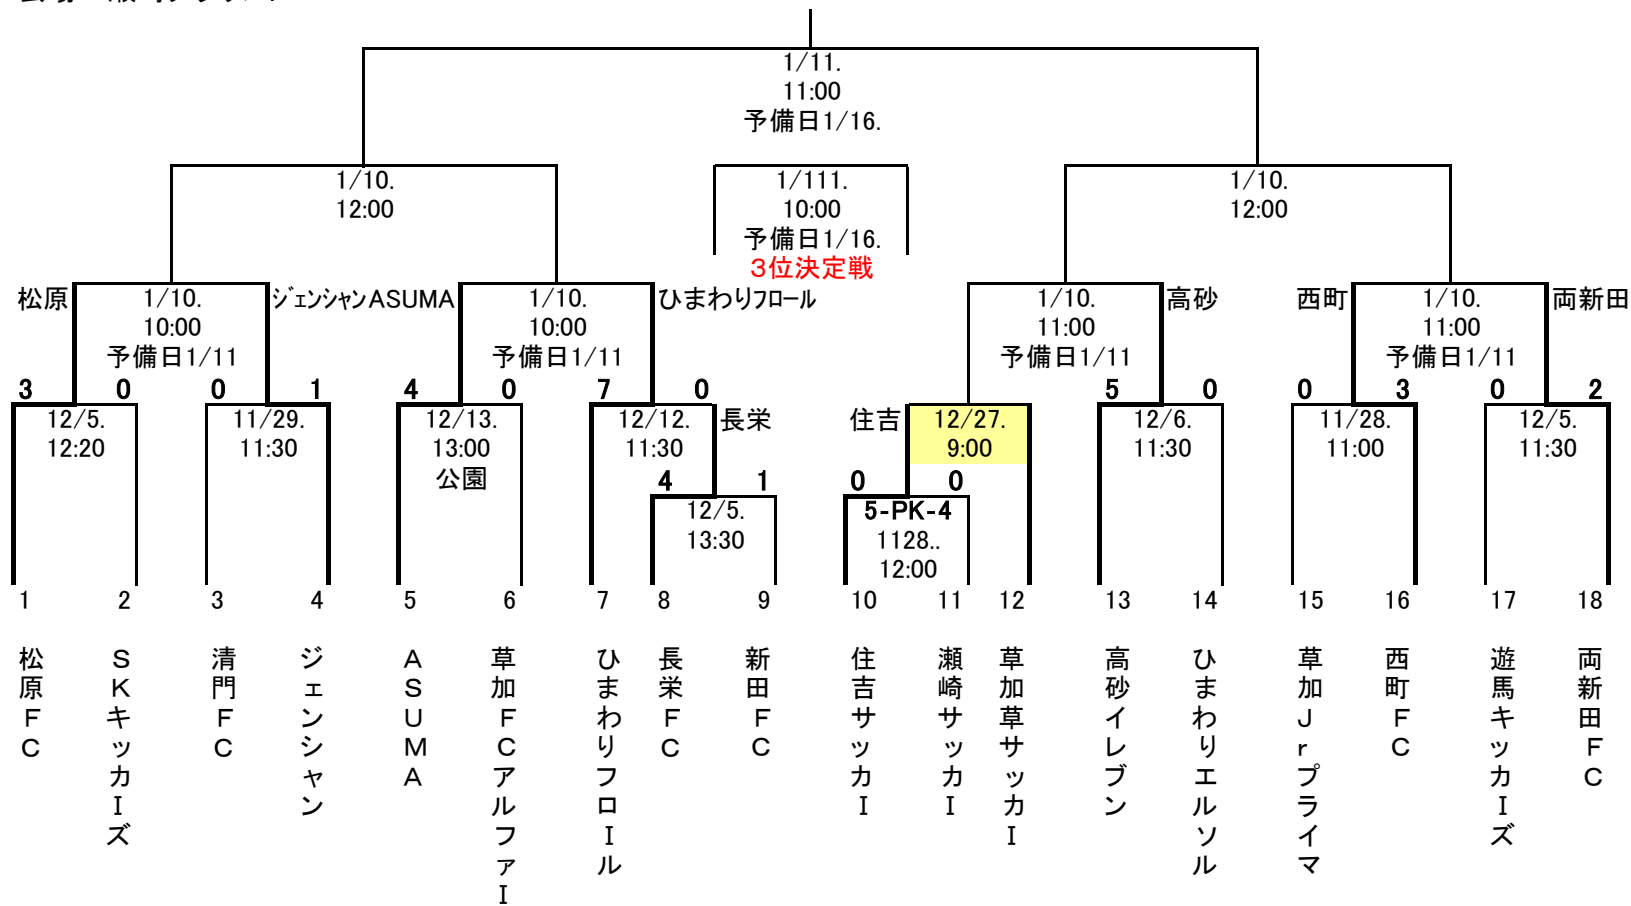 1/11.
11:00
予備日1/16.
1/10.
12:00
1/111.
10:00
予備日1/16.
3位決定戦
1/10.
12:00
松原
1/10.
10:00
予備日1/11
ジェンシャン
ASUMA
1/10.
10:00
予備日1/11
ひまわりフロール
1/10.
11:00
予備日1/11
高砂
西町
1/10.
11:00
予備日1/11
両新田
3 0 0 1 4 0 7 0 5 0 0 3 0 2
12/5.
12:20
11/29.
11:30
12/13.
13:00
公園
12/12.
11:30
長栄
住吉
12/27.
9:00
12/6.
11:30
11/28.
11:00
12/5.
11:30
4 1
12/5.
13:30
0 0
5-PK-4
1128..
12:00
1 2 3 4 5 6 7 8 9 10 11 12 13 14 15 16 17 18
松原FC
SKキッカIズ
清門FC
ジェンシャン
ASUMA
草加FCアルファI
ひまわりフロIル
長栄FC
新田FC
住吉サッカI
瀬崎サッカI
草加草サッカI
高砂イレブン
ひまわりエルソル
草加Jrプライマ
西町FC
遊馬キッカIズ
両新田FC